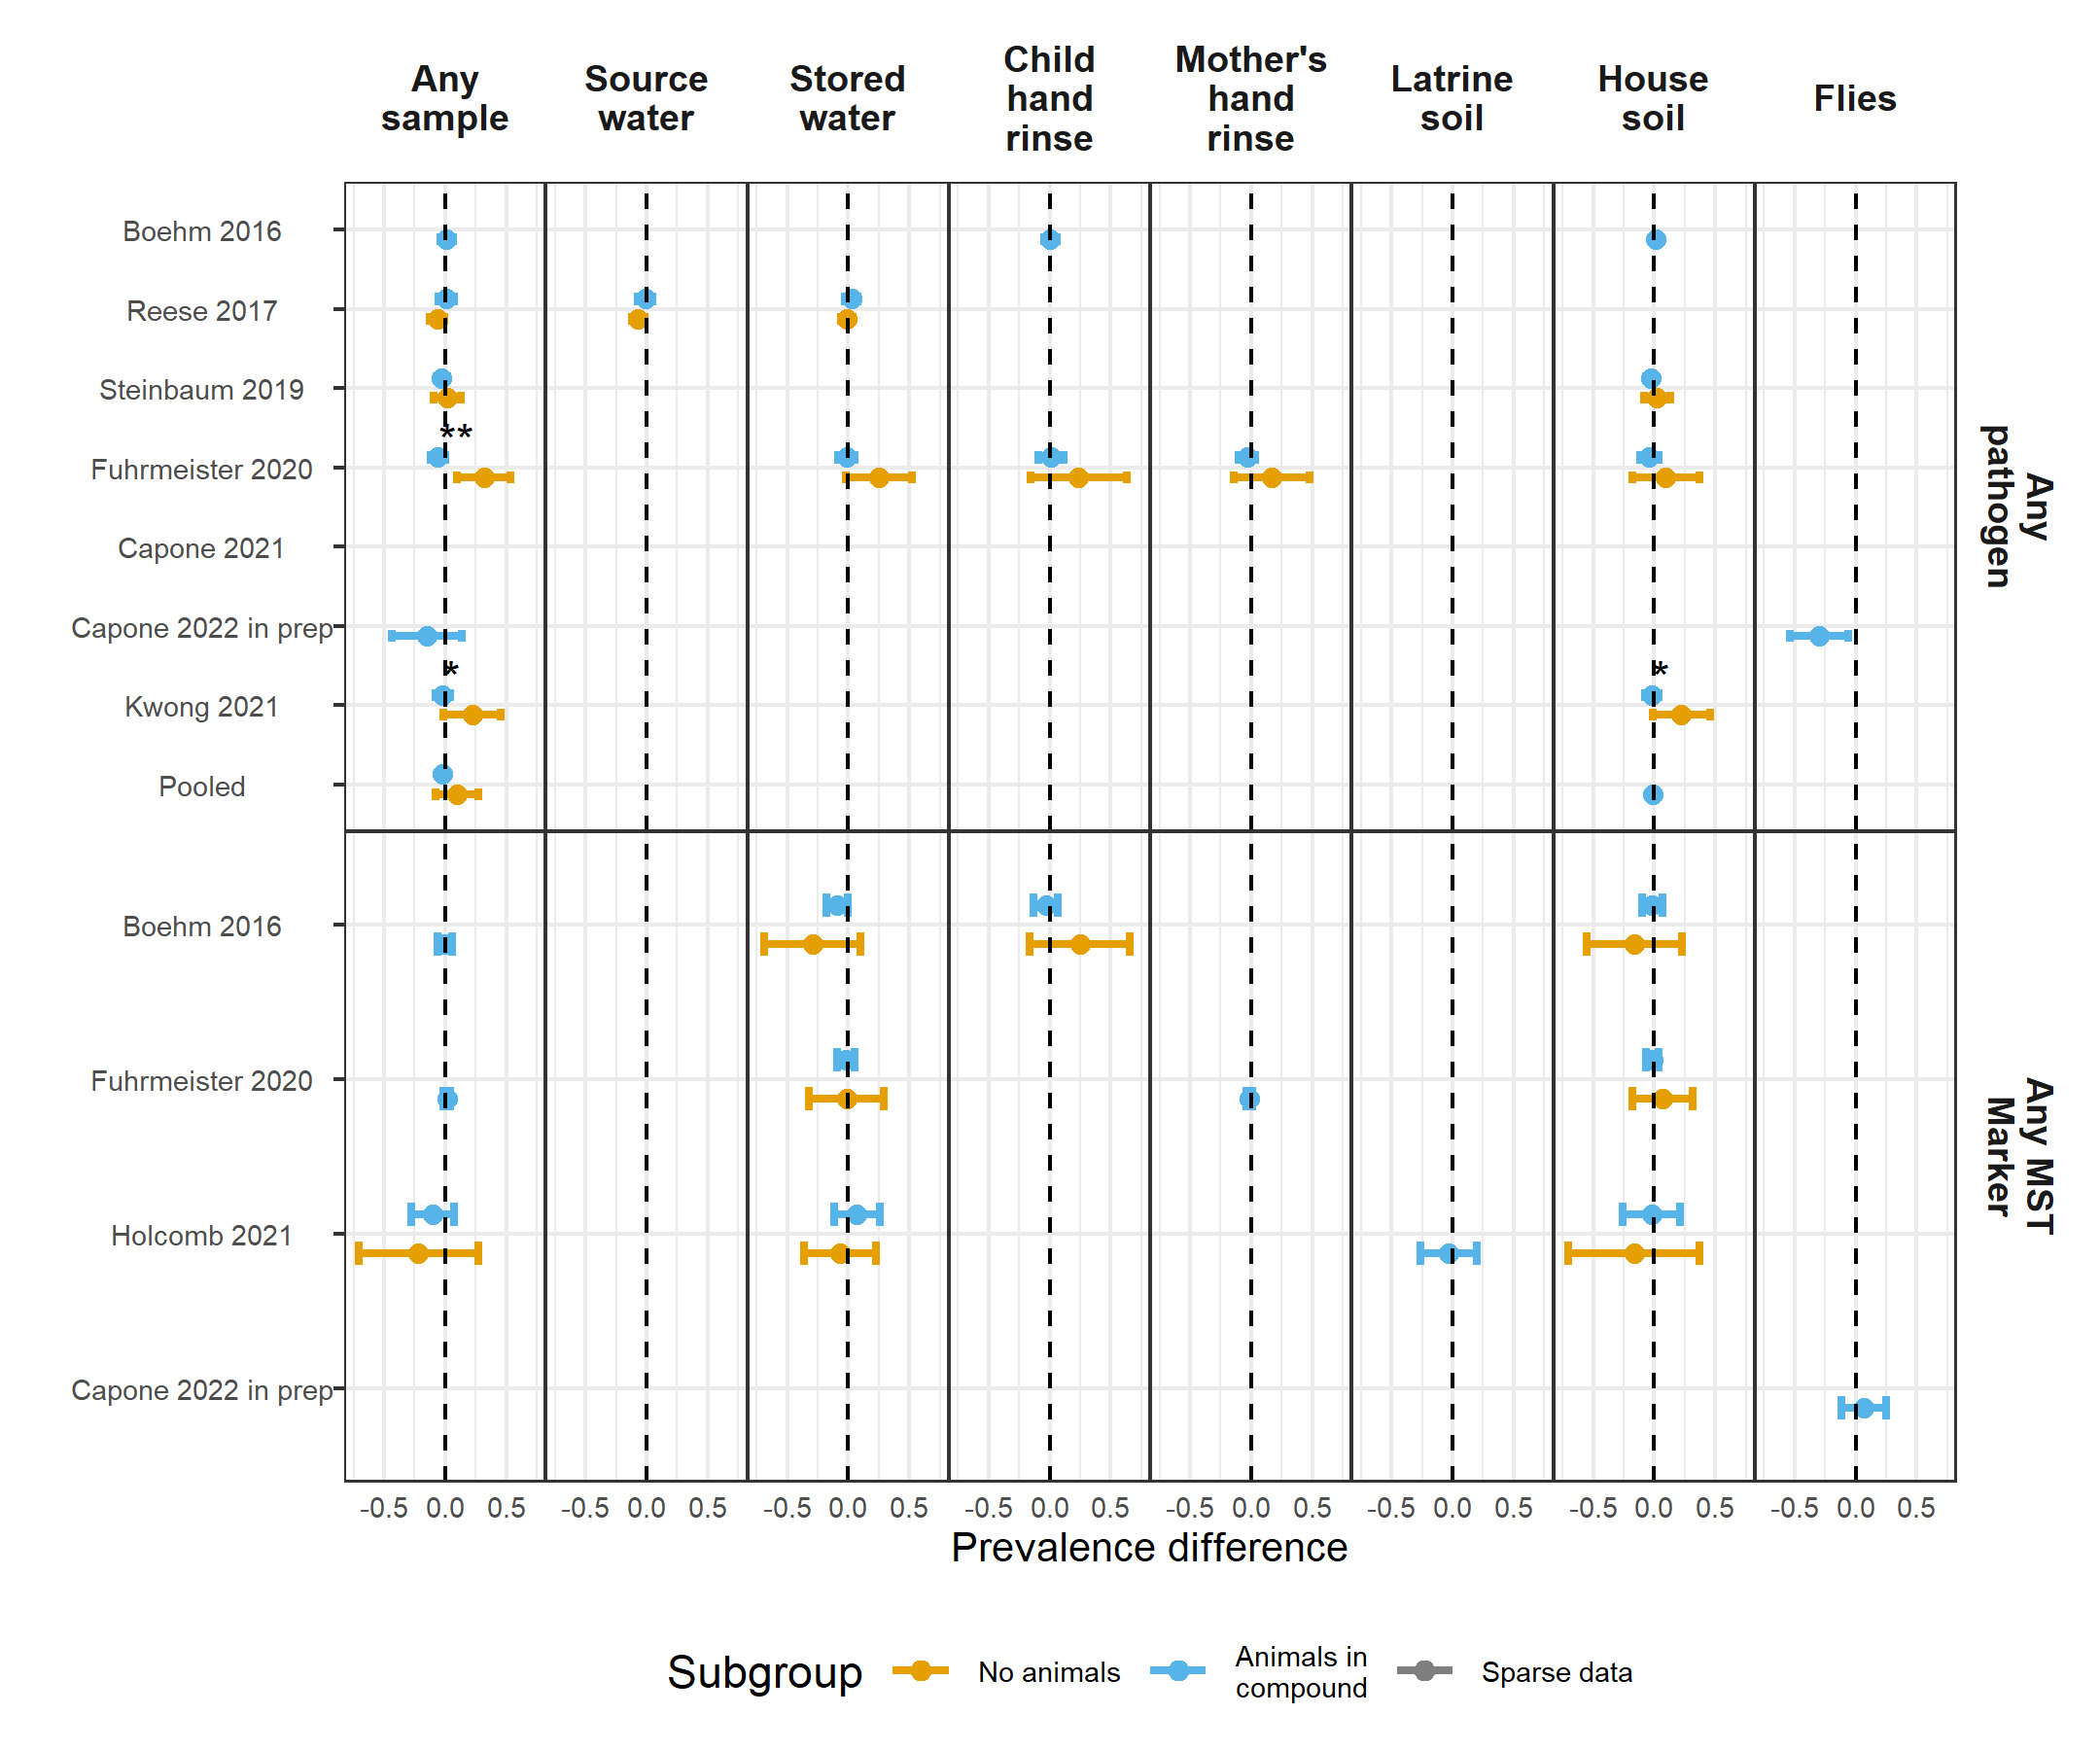 Any
sample
Source
water
Stored
water
Child
hand
rinse
Mother's
hand
rinse
Latrine
soil
House
soil
Flies
Boehm 2016
Reese 2017
Steinbaum 2019
**
Fuhrmeister 2020
Capone 2021
Capone 2022 in prep
* *
Kwong 2021
Pooled
Any
pathogen
Boehm 2016
Fuhrmeister 2020
Holcomb 2021
Capone 2022 in prep
Any MST
Marker
-0.5 0.0 0.5 -0.5 0.0 0.5 -0.5 0.0 0.5 -0.5 0.0 0.5 -0.5 0.0 0.5 -0.5 0.0 0.5 -0.5 0.0 0.5 -0.5 0.0 0.5
Prevalence difference
Subgroup
No animals
Animals in
compound
Sparse data